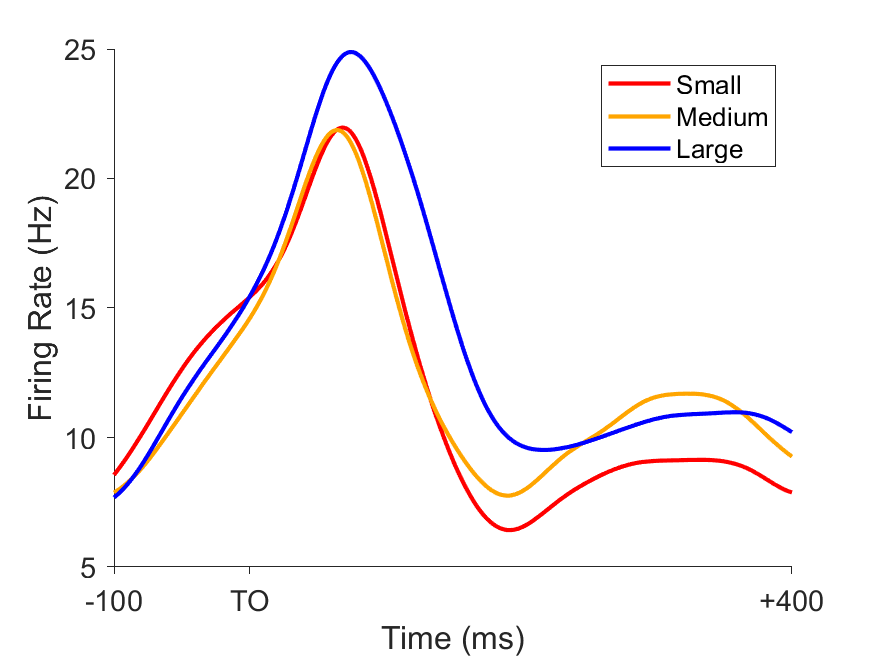 25
Small
Medium
Large
20
15
10
5
Firing Rate (Hz)
-100
TO
+400
Time (ms)